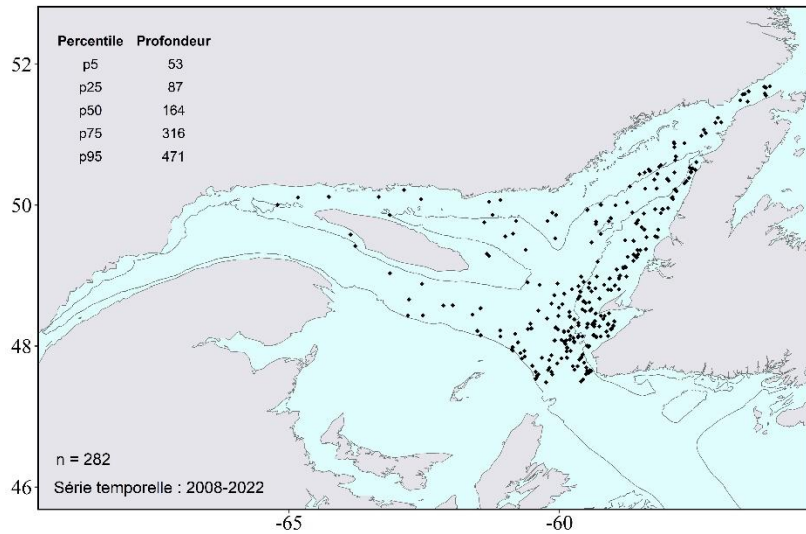 Percentile Profondeur
p5 53
p25 87
p50 164
p75 316
p95 471
52
50
48
46
n = 282
Série temporelle : 2008-2022
-65 -60